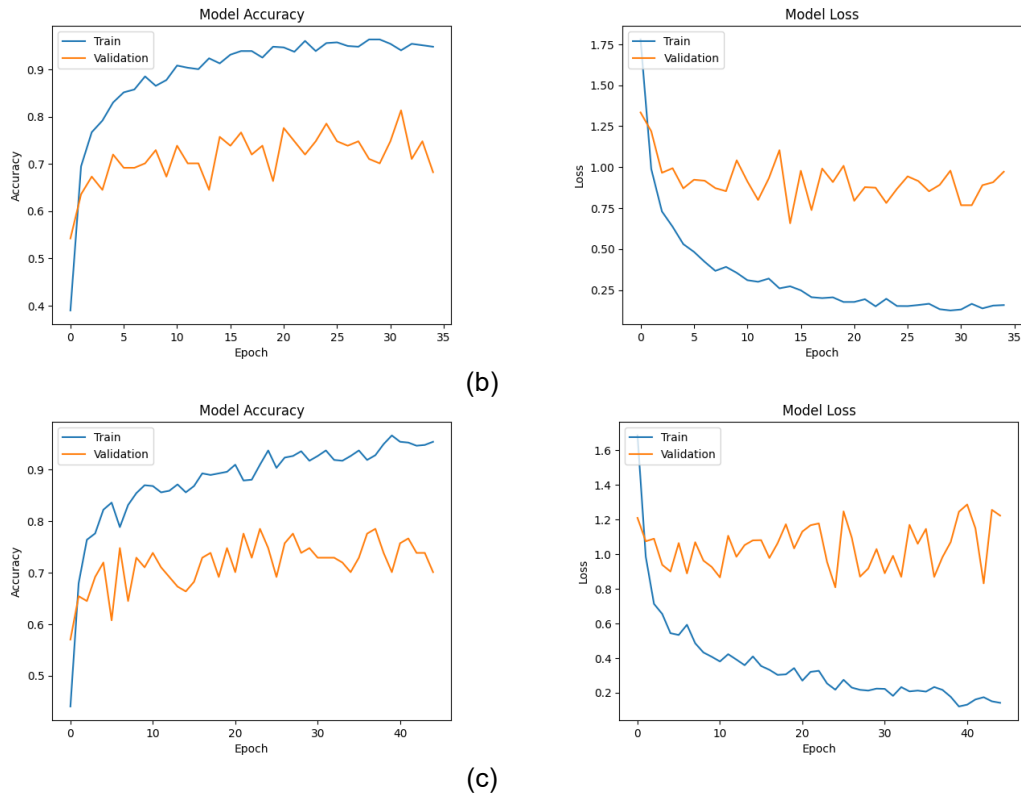 Model Accuracy
Train
Validation
Accuracy
0.9
0.8
0.7
0.6
0.5
0.4
0 5 10 15 20 25 30 35
Epoch
Model Loss
Train
Validation
Loss
1.75
1.50
1.25
1.00
0.75
0.50
0.25
0 5 10 15 20 25 30 35
Epoch
(b)
Model Accuracy
Train
Validation
Accuracy
0.9
0.8
0.7
0.6
0.5
0 10 20 30 40
Epoch
Model Loss
Train
Validation
Loss
1.6
1.4
1.2
1.0
0.8
0.6
0.4
0.2
0 10 20 30 40
Epoch
(c)